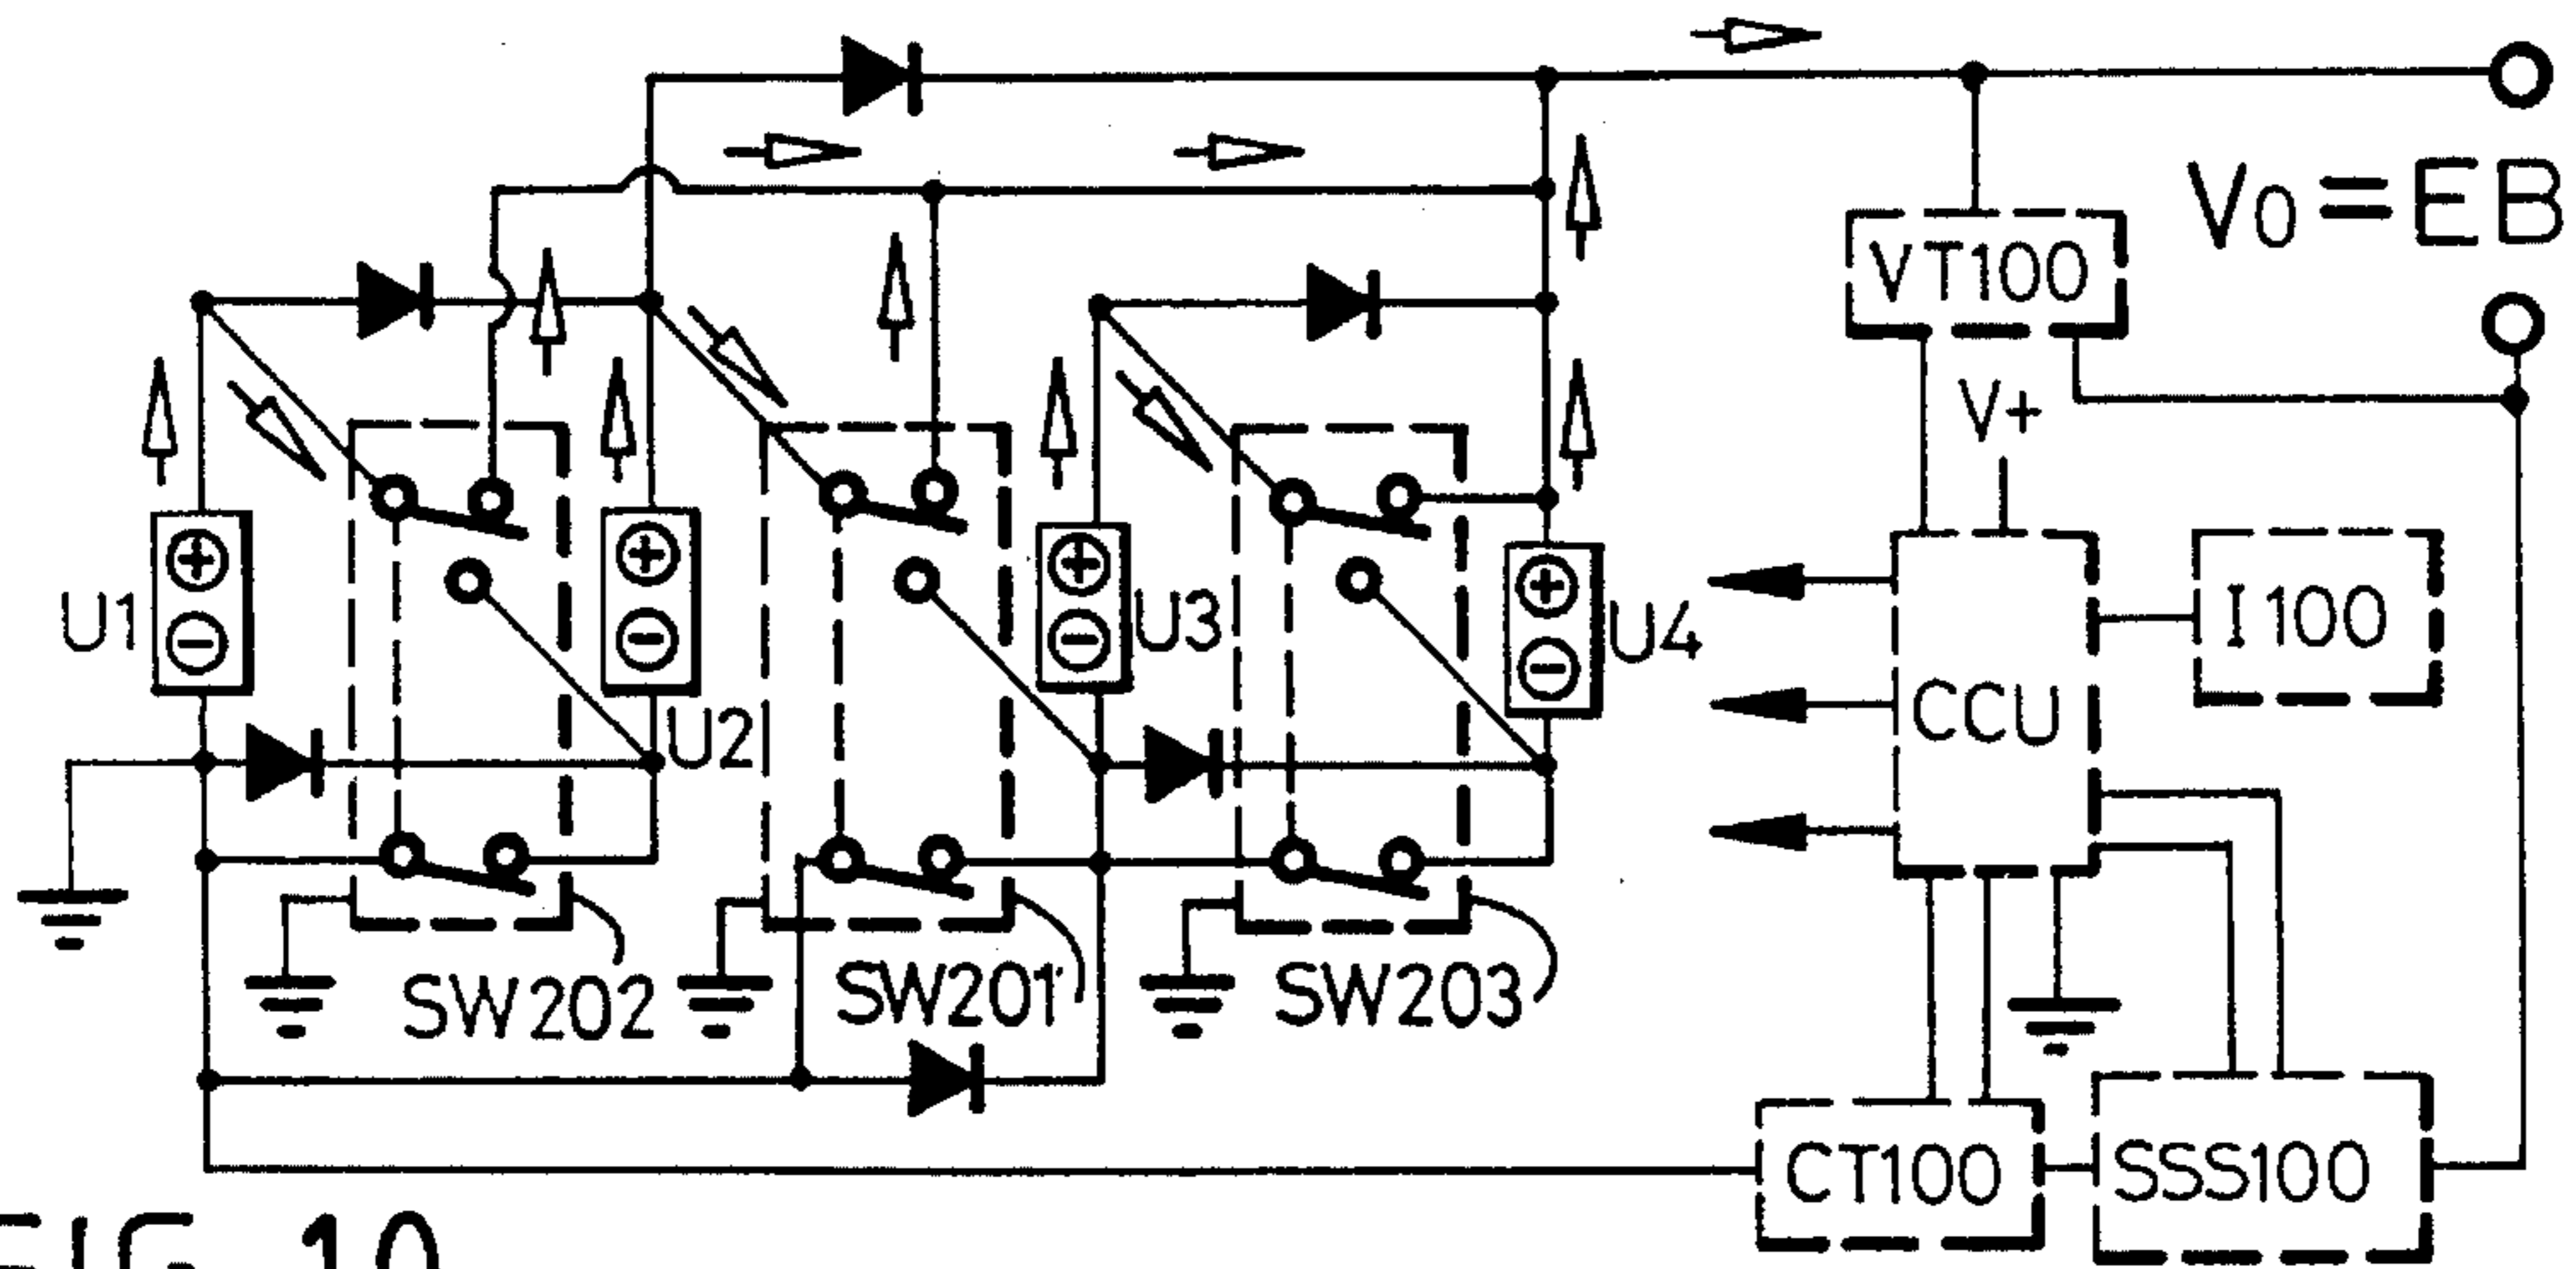 V0=EB
VT100
V+
U1
U2
U3
U4
CCU
I100
SW202
SW201
SW203
CT100
SSS100
FIG. 10